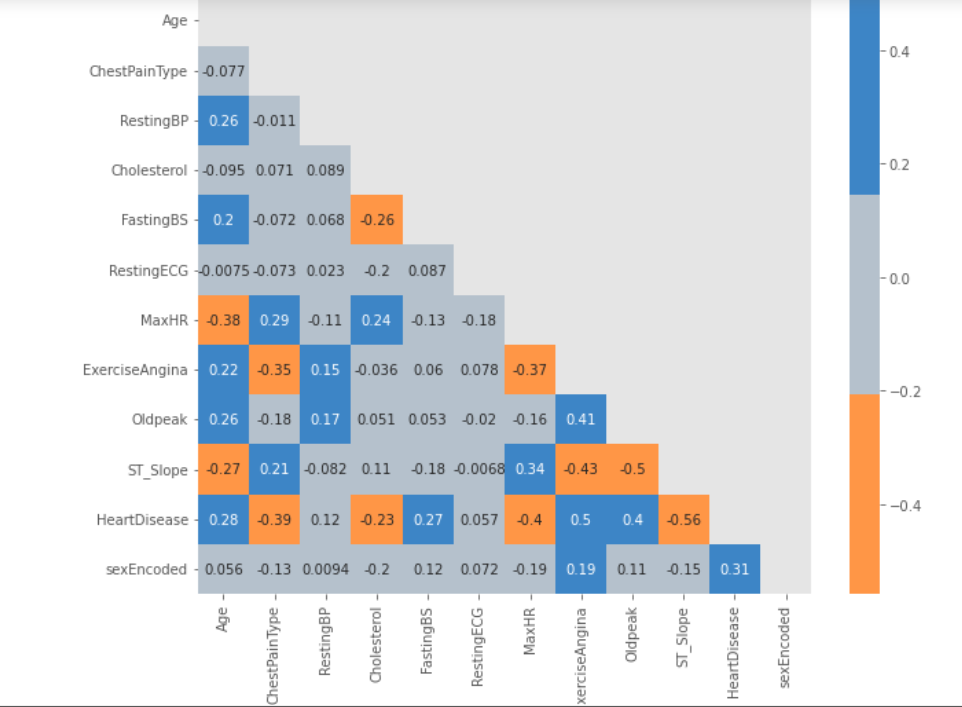 Age
ChestPainType -0.077
RestingBP 0.26 -0.011
Cholesterol -0.095 0.071 0.089
FastingBS 0.2 -0.072 0.068 -0.26
RestingECG -0.0075 -0.073 0.023 -0.2 0.087
MaxHR -0.38 0.29 -0.11 0.24 -0.13 -0.18
ExerciseAngina 0.22 -0.35 0.15 -0.036 0.06 0.078 -0.37
Oldpeak 0.26 -0.18 0.17 0.051 0.053 -0.02 -0.16 0.41
ST_Slope -0.27 0.21 -0.082 0.11 -0.18 -0.0068 0.34 -0.43 -0.5
HeartDisease 0.28 -0.39 0.12 -0.23 0.27 0.057 -0.4 0.5 0.4 -0.56
sexEncoded 0.056 -0.13 0.0094 -0.2 0.12 0.072 -0.19 0.19 0.11 -0.15 0.31
Age
ChestPainType
RestingBP
Cholesterol
FastingBS
RestingECG
MaxHR
xerciseAngina
Oldpeak
ST_Slope
HeartDisease
sexEncoded
0.4
0.2
0.0
−0.2
−0.4